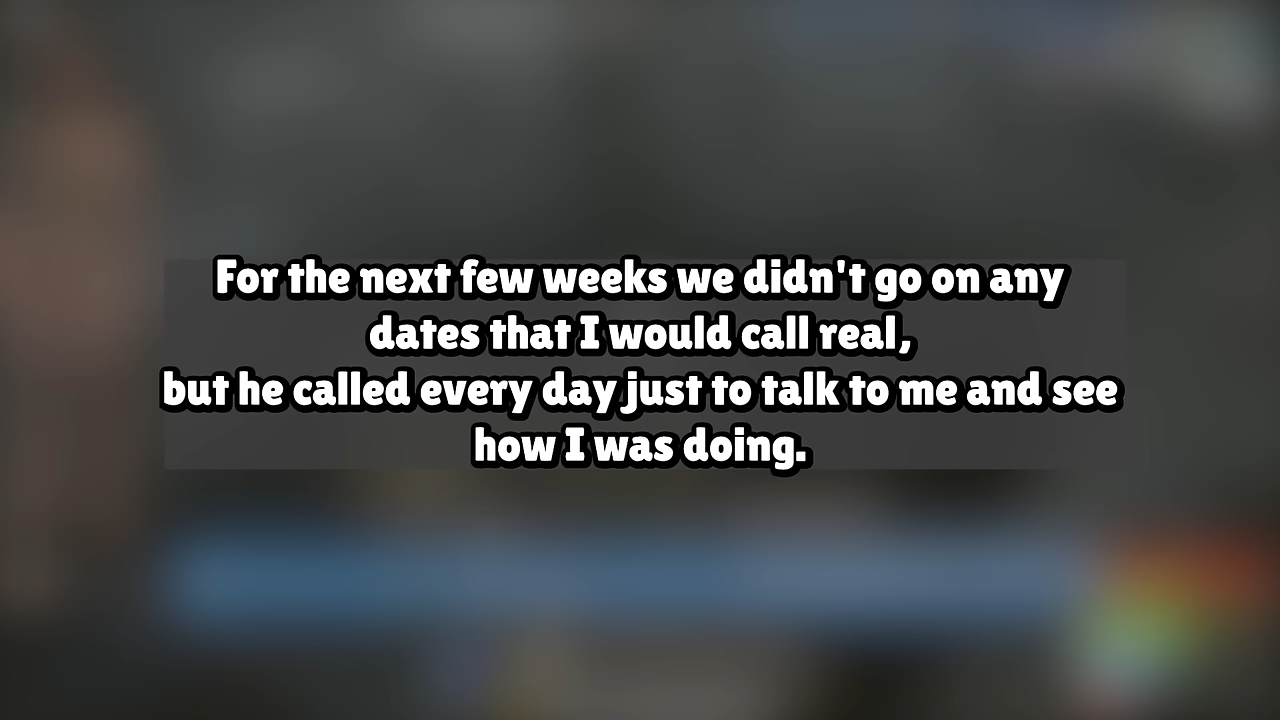 For the next few weeks we didn't go on any
dates that I would call real,
but he called every day just to talk to me and see
how I was doing.